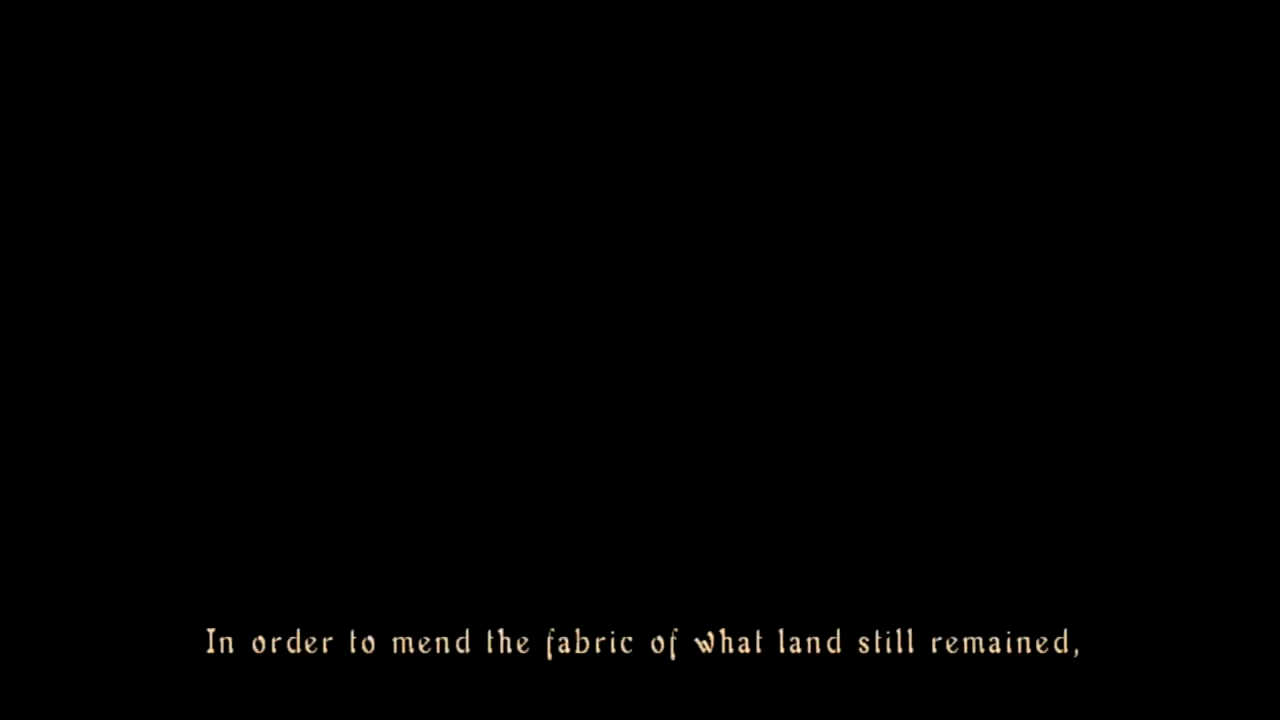 In order to mend the fabric of what land still remained,